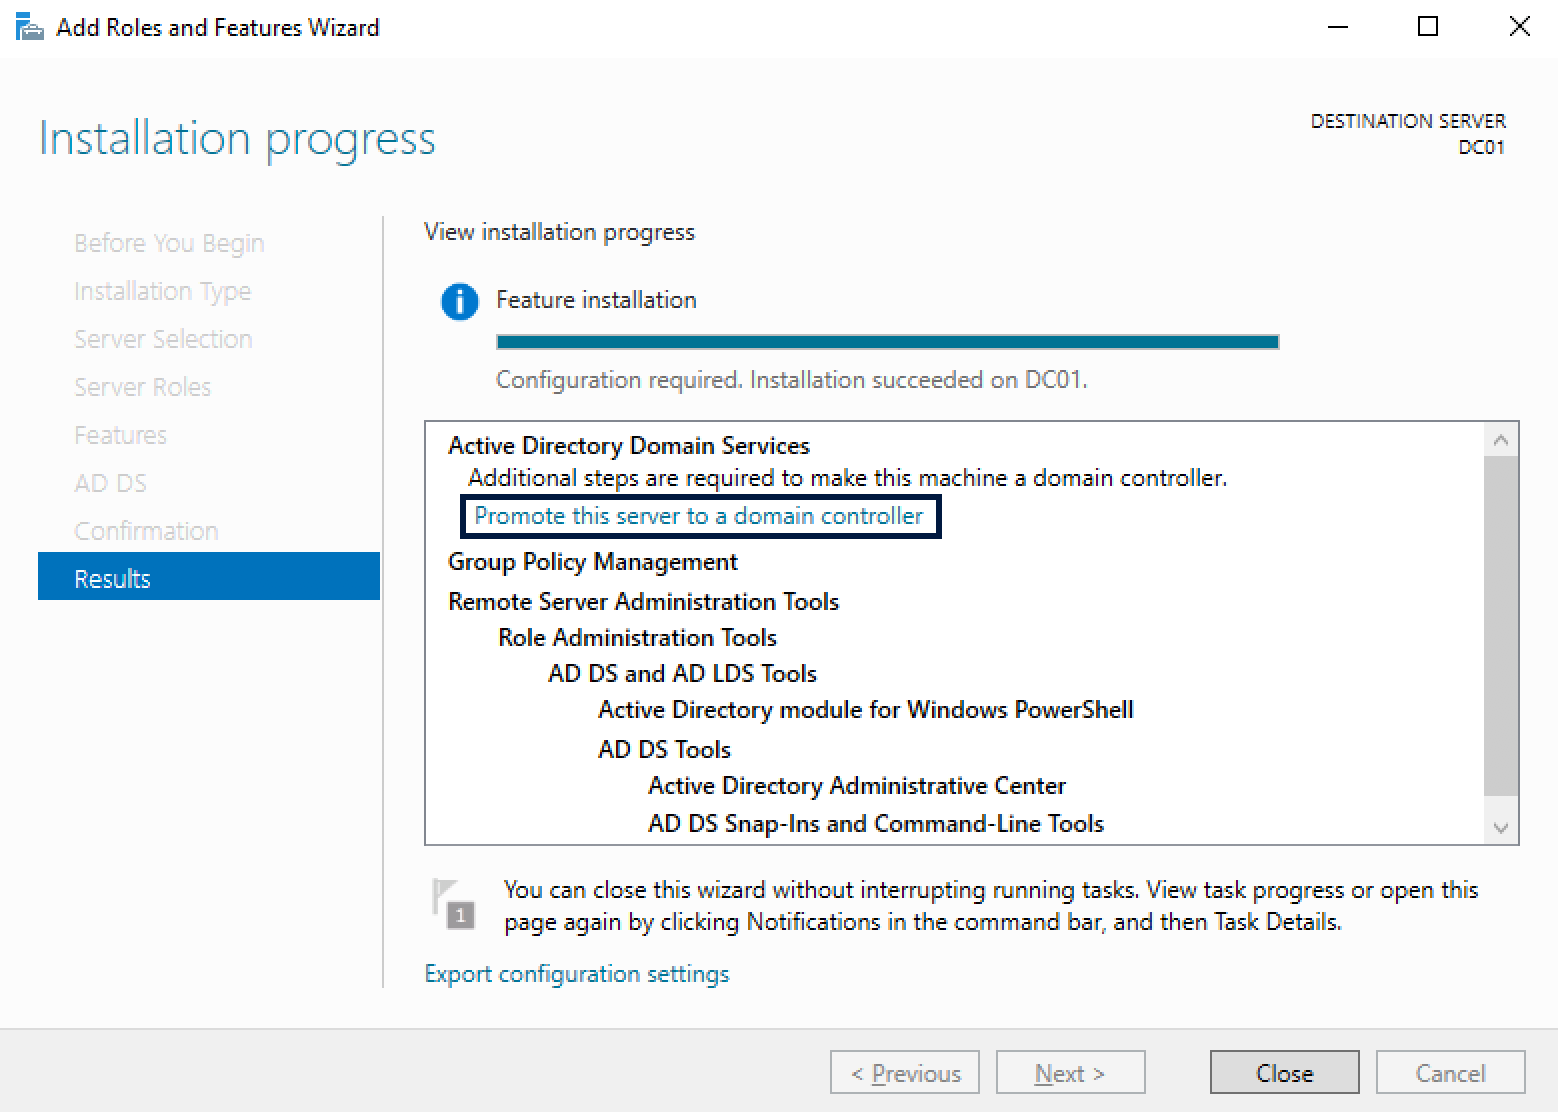 Add Roles and Features Wizard
Installation progress
DESTINATION SERVER
DC01
Before You Begin
Installation Type
Server Selection
Server Roles
Features
AD DS
Confirmation
Results
View installation progress
Feature installation
Configuration required. Installation succeeded on DC01.
Active Directory Domain Services
Additional steps are required to make this machine a domain controller.
Promote this server to a domain controller
Group Policy Management
Remote Server Administration Tools
Role Administration Tools
AD DS and AD LDS Tools
Active Directory module for Windows PowerShell
AD DS Tools
Active Directory Administrative Center
AD DS Snap-Ins and Command-Line Tools
1
You can close this wizard without interrupting running tasks. View task progress or open this
page again by clicking Notifications in the command bar, and then Task Details.
Export configuration settings
< Previous
Next >
Close
Cancel